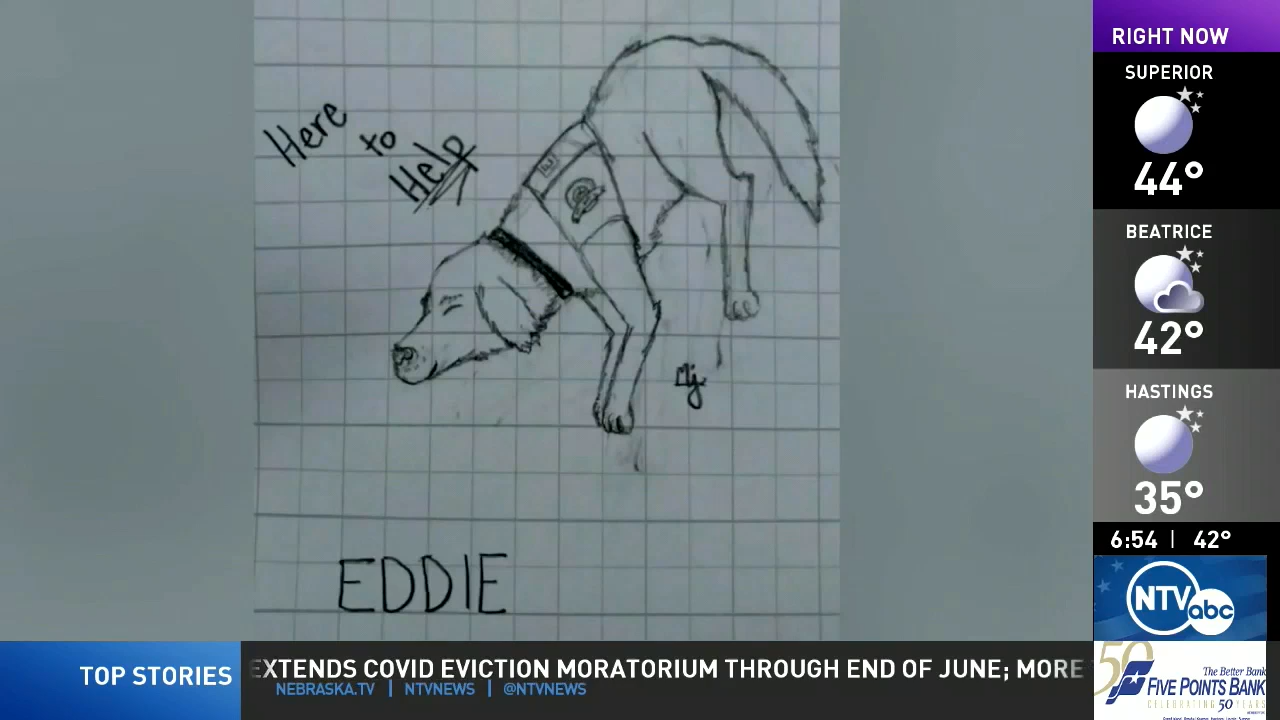 Here
to
Help
Mj
EDDIE
RIGHT NOW
SUPERIOR
44°
BEATRICE
42°
HASTINGS
35°
6:54 | 42°
NTV abc
TOP STORIES
EXTENDS COVID EVICTION MORATORIUM THROUGH END OF JUNE; MORE
NEBRASKA.TV | NTVNEWS | @NTVNEWS
50
The Better Bank
FIVE POINTS BANK
CELEBRATING 50 YEARS